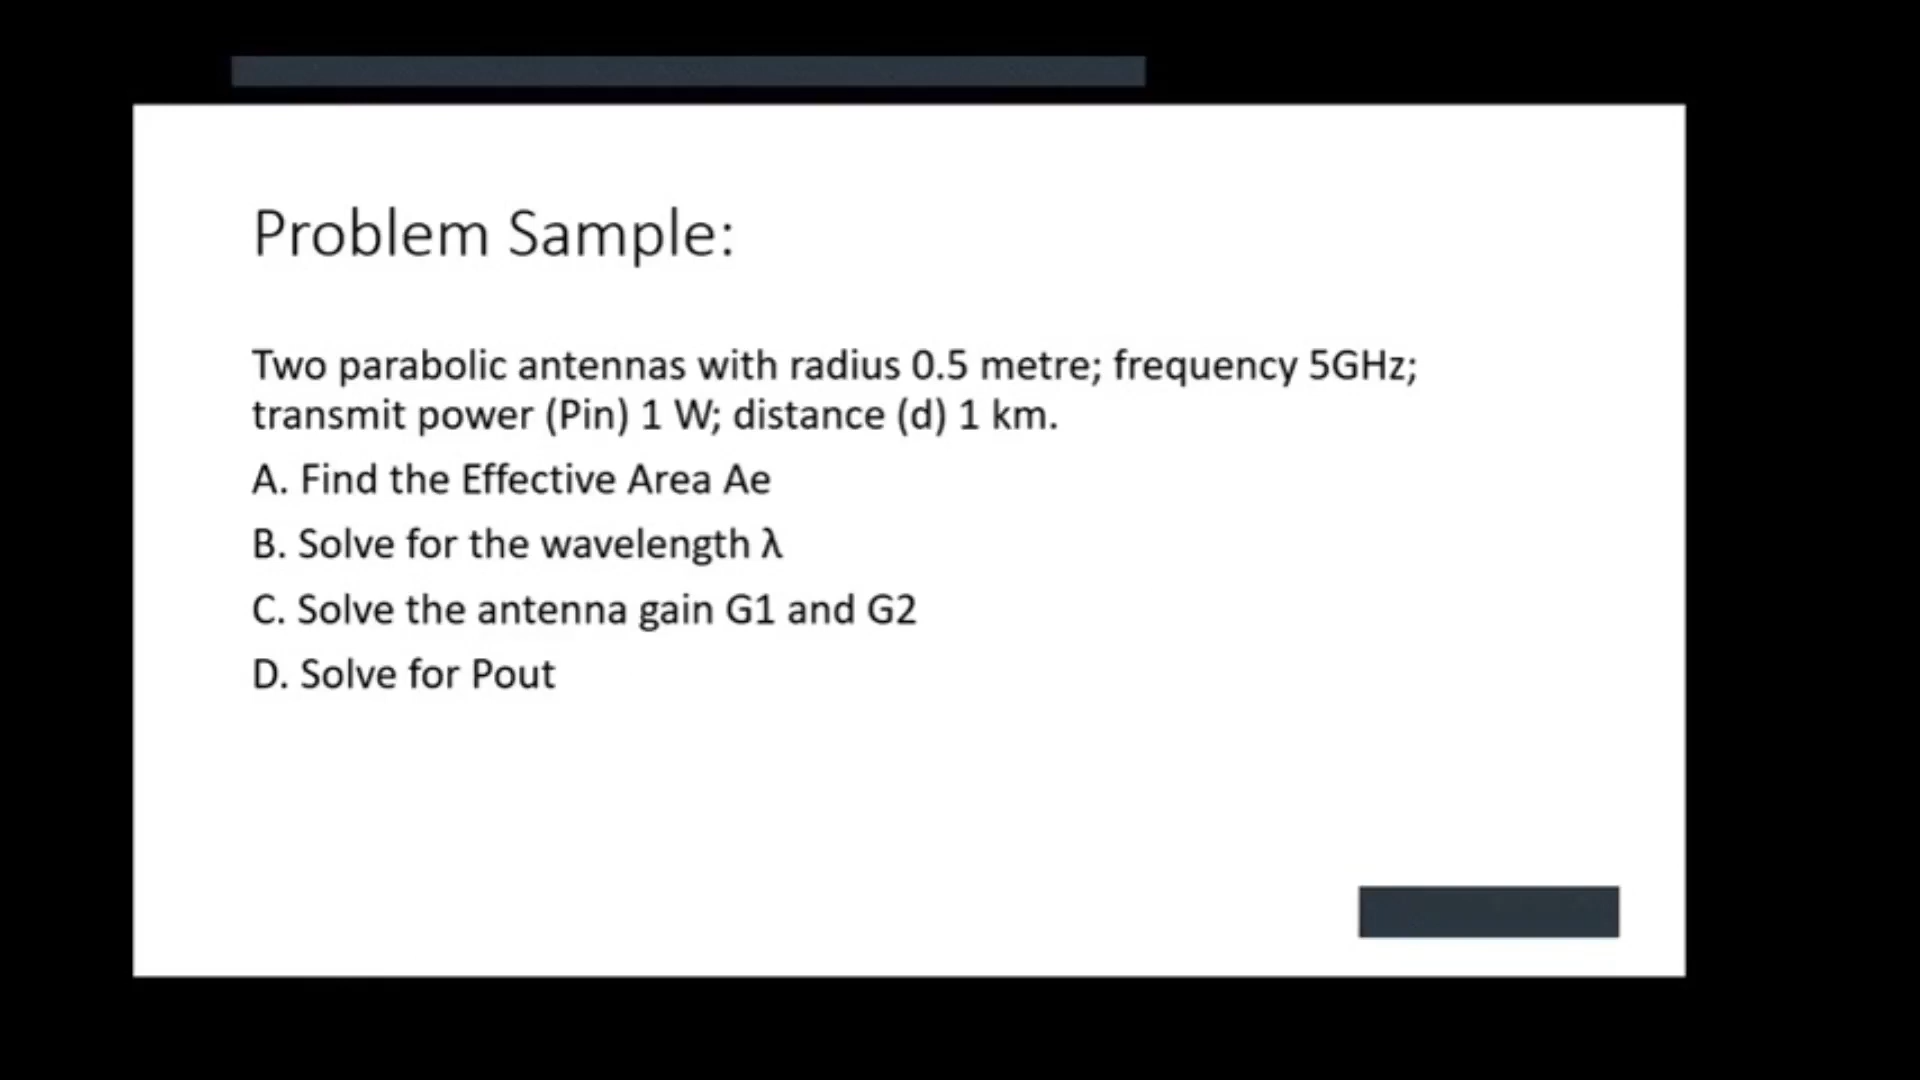 Problem Sample:
Two parabolic antennas with radius 0.5 metre; frequency 5GHz;
transmit power (Pin) 1 W; distance (d) 1 km.
A. Find the Effective Area Ae
B. Solve for the wavelength λ
C. Solve the antenna gain G1 and G2
D. Solve for Pout